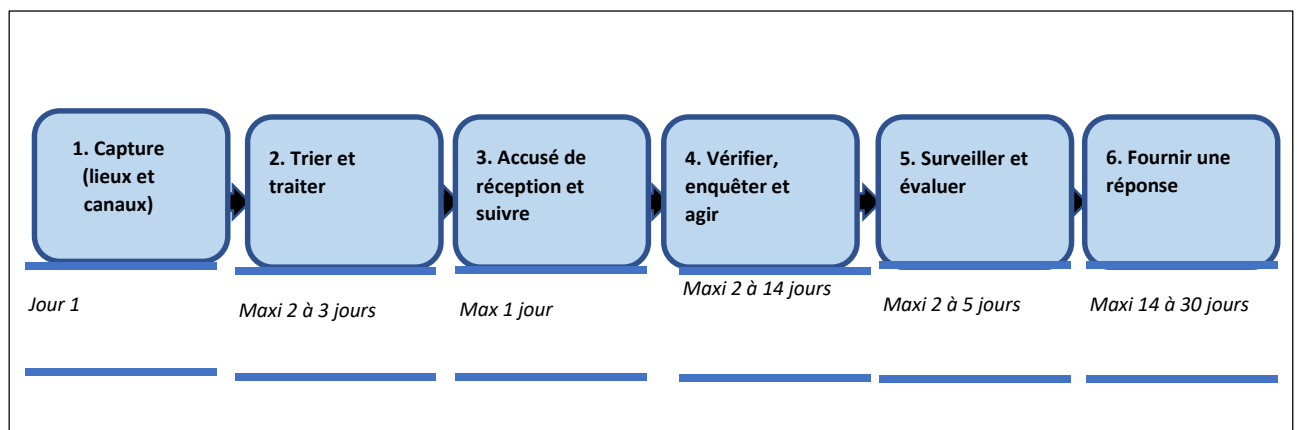 1. Capture
(lieux et
canaux)
2. Trier et
traiter
3. Accusé de
réception et
suivre
4. Vérifier,
enquêter et
agir
5. Surveiller et
évaluer
6. Fournir une
réponse
Jour 1
Maxi 2 à 3 jours
Max 1 jour
Maxi 2 à 14 jours
Maxi 2 à 5 jours
Maxi 14 à 30 jours